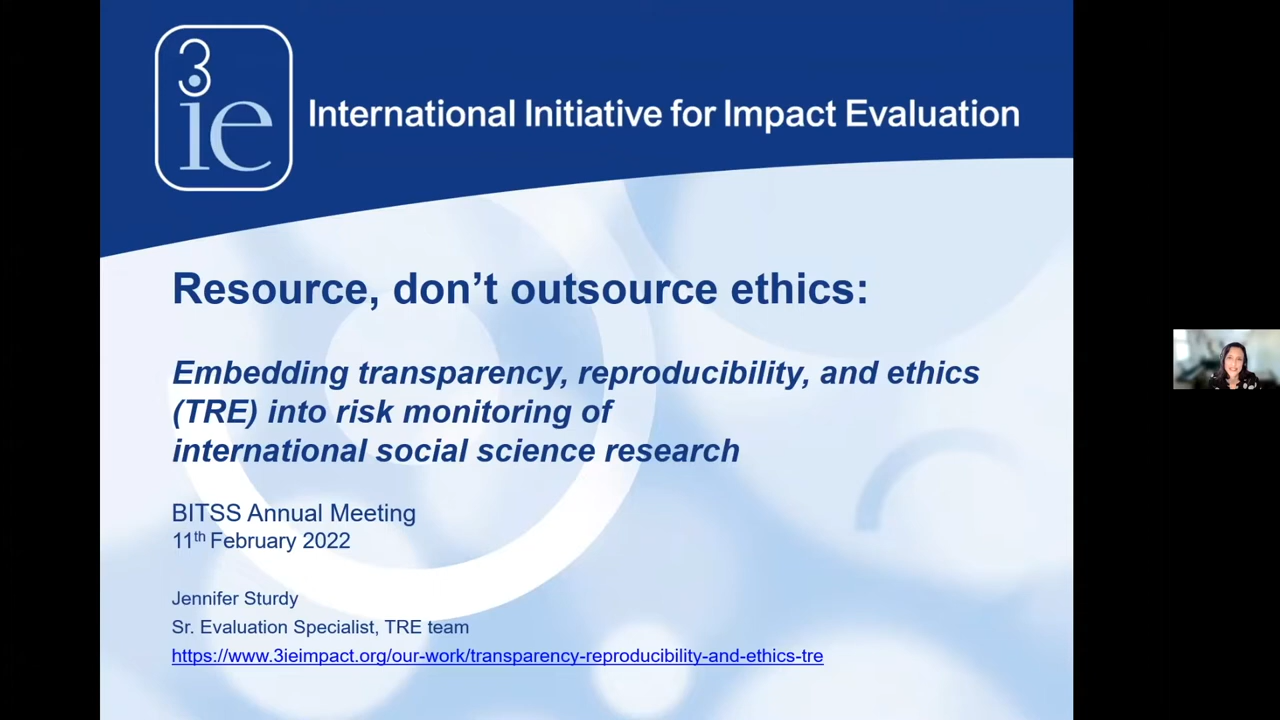 3
ie
International Initiative for Impact Evaluation
Resource, don’t outsource ethics:
Embedding transparency, reproducibility, and ethics
(TRE) into risk monitoring of
international social science research
BITSS Annual Meeting
11th February 2022
Jennifer Sturdy
Sr. Evaluation Specialist, TRE team
https://www.3ieimpact.org/our-work/transparency-reproducibility-and-ethics-tre